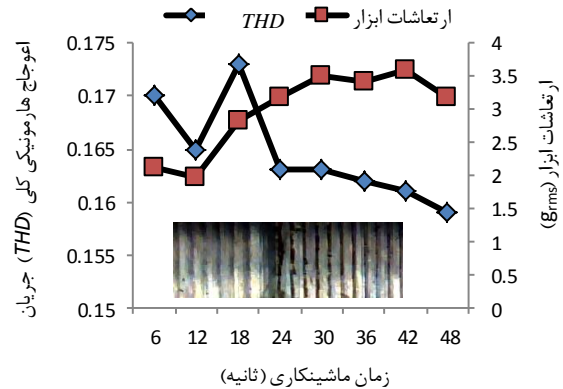 THD
ارتعاشات ابزار
اعوجاج هارمونیکی کلی (THD) جریان
0.175
0.17
0.165
0.16
0.155
0.15
4
3.5
3
2.5
2
1.5
1
0.5
0
ارتعاشات ابزار (grms)
6 12 18 24 30 36 42 48
زمان ماشینکاری (ثانیه)